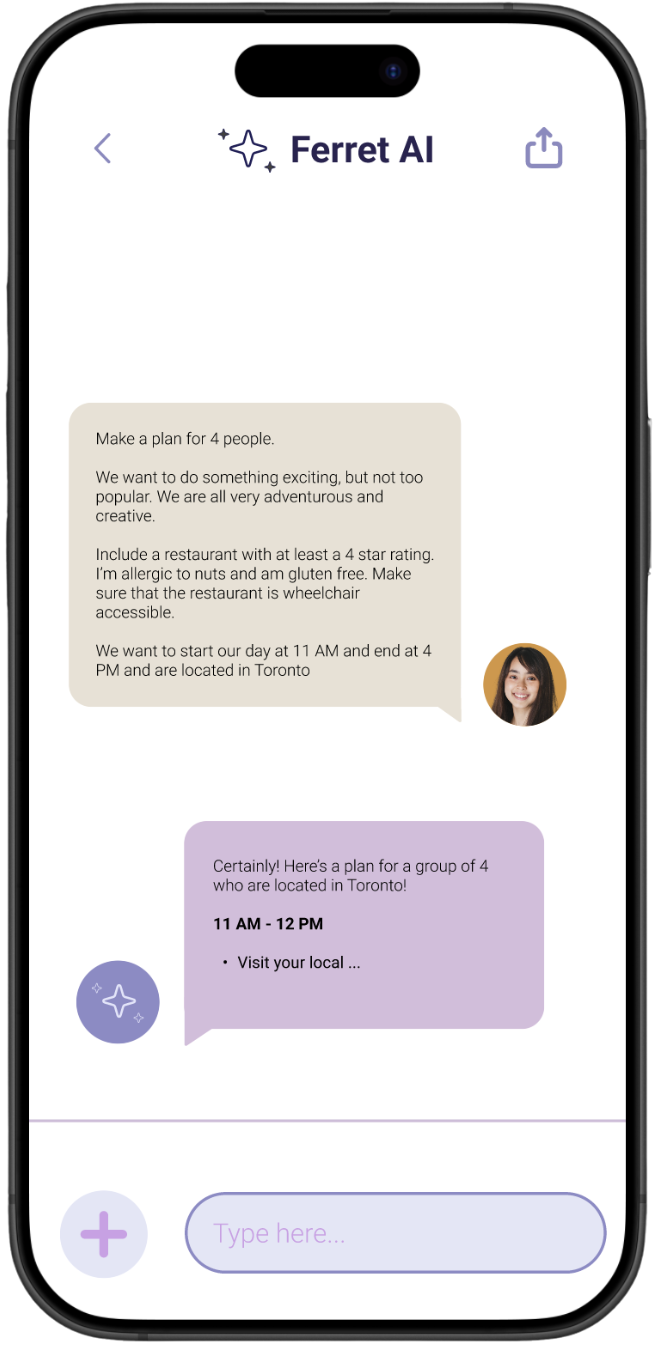 Ferret AI
Make a plan for 4 people.
We want to do something exciting, but not too
popular. We are all very adventurous and
creative.
Include a restaurant with at least a 4 star rating.
I'm allergic to nuts and am gluten free. Make
sure that the restaurant is wheelchair
accessible.
We want to start our day at 11 AM and end at 4
PM and are located in Toronto
Certainly! Here's a plan for a group of 4
who are located in Toronto!
11 AM - 12 PM
• Visit your local ...
Type here...